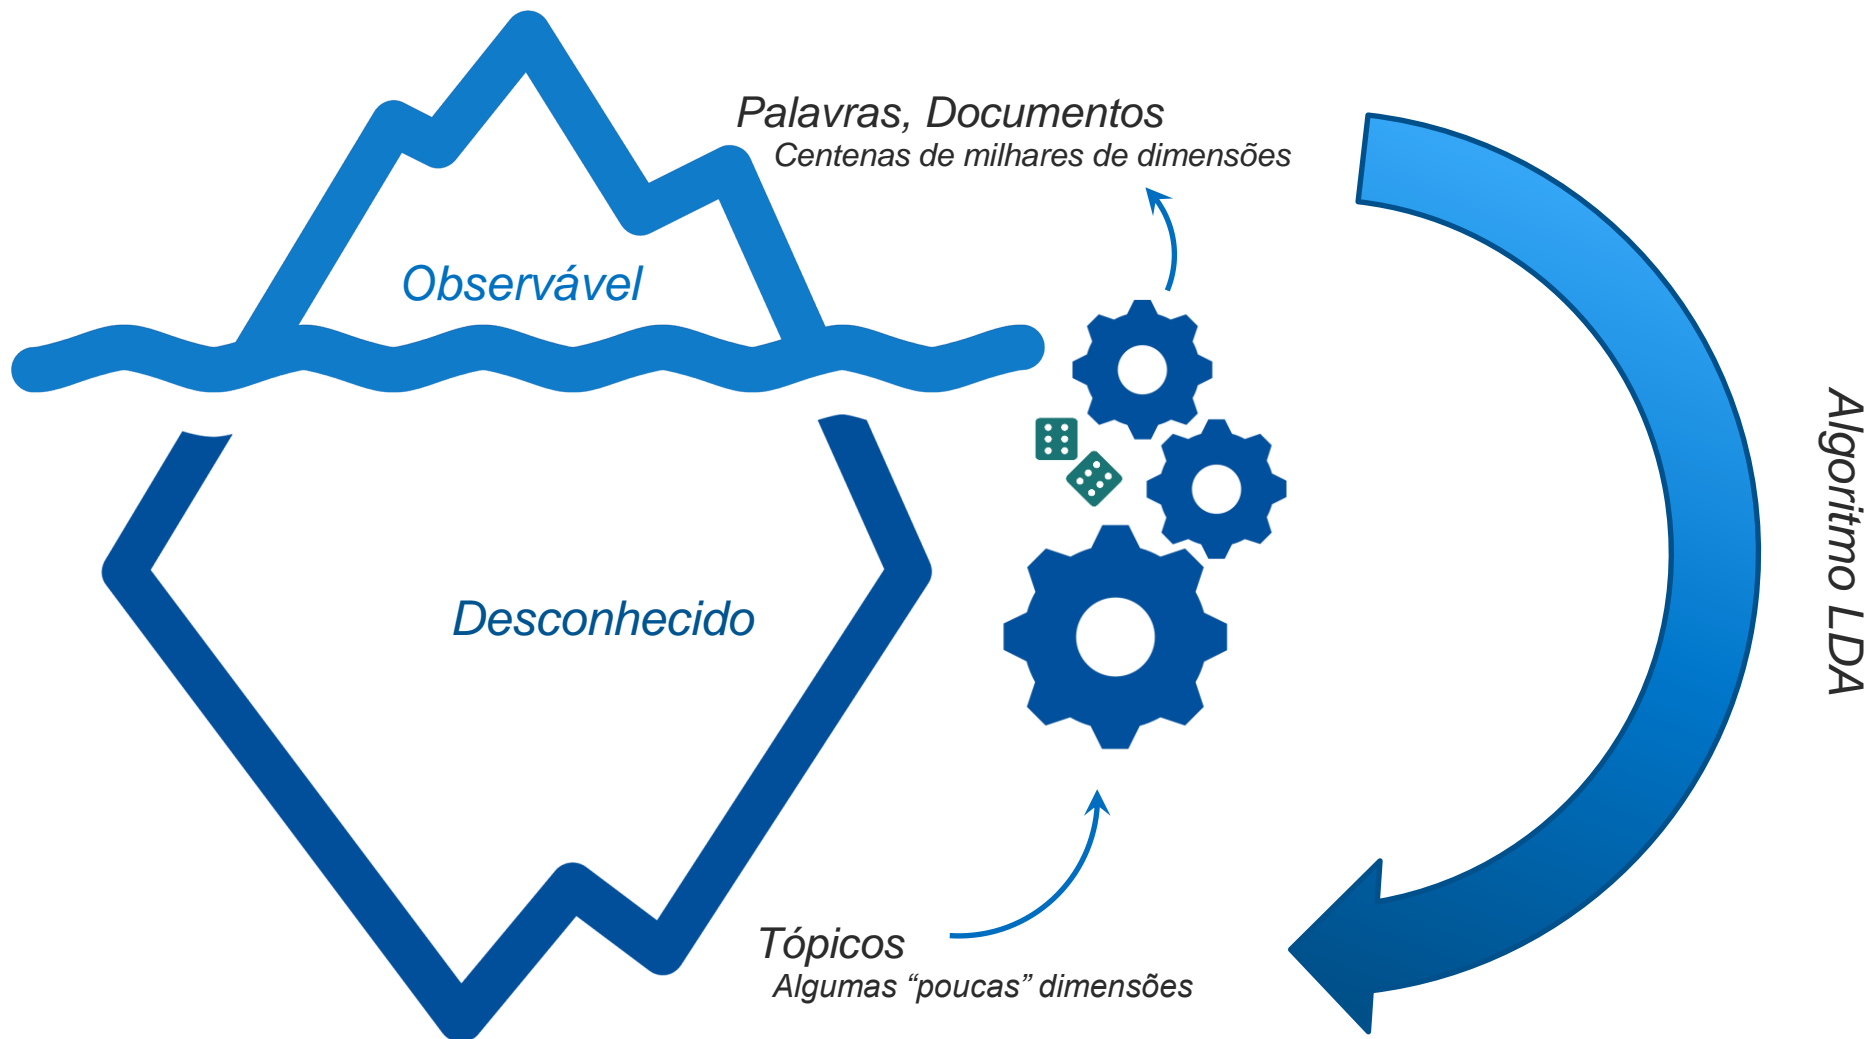 Palavras, Documentos
Centenas de milhares de dimensões
Observável
Algoritmo LDA
Desconhecido
Tópicos
Algumas “poucas” dimensões